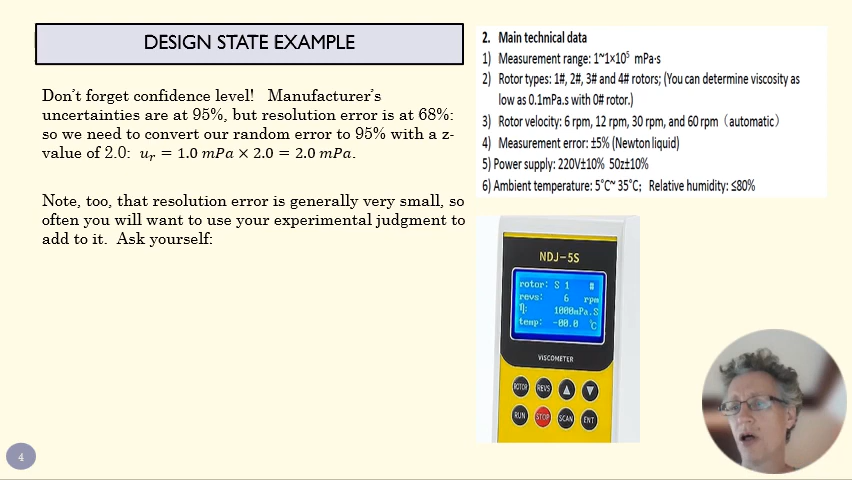 DESIGN STATE EXAMPLE
Don't forget confidence level! Manufacturer's
uncertainties are at 95%, but resolution error is at 68%:
so we need to convert our random error to 95% with a z-
value of 2.0: uᵣ = 1.0 mPa × 2.0 = 2.0 mPa.
Note, too, that resolution error is generally very small, so
often you will want to use your experimental judgment to
add to it. Ask yourself:
2. Main technical data
1) Measurement range: 1~1×10⁵ mPa·s
2) Rotor types: 1#, 2#, 3# and 4# rotors; (You can determine viscosity as
low as 0.1mPa.s with 0# rotor.)
3) Rotor velocity: 6 rpm, 12 rpm, 30 rpm, and 60 rpm（automatic）
4) Measurement error: ±5% (Newton liquid)
5) Power supply: 220V±10% 50z±10%
6) Ambient temperature: 5°C~ 35°C; Relative humidity: ≤80%
NDJ-5S
rotor: S 1 #
revs: 6 rpm
η: 1000mPa.S
temp: -00.0 °C
VISCOMETER
ROTOR REVS ▲ ▼
RUN STOP SCAN ENT
4